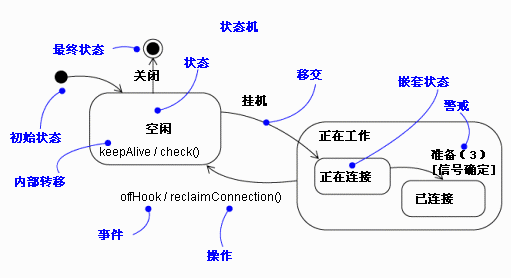 状态机
最终状态
关闭
状态
移交
嵌套状态
挂机
警戒
初始状态
空闲
正在工作
keepAlive / check()
准备（3）
[信号确定]
内部转移
正在连接
已连接
offHook / reclaimConnection()
事件
操作